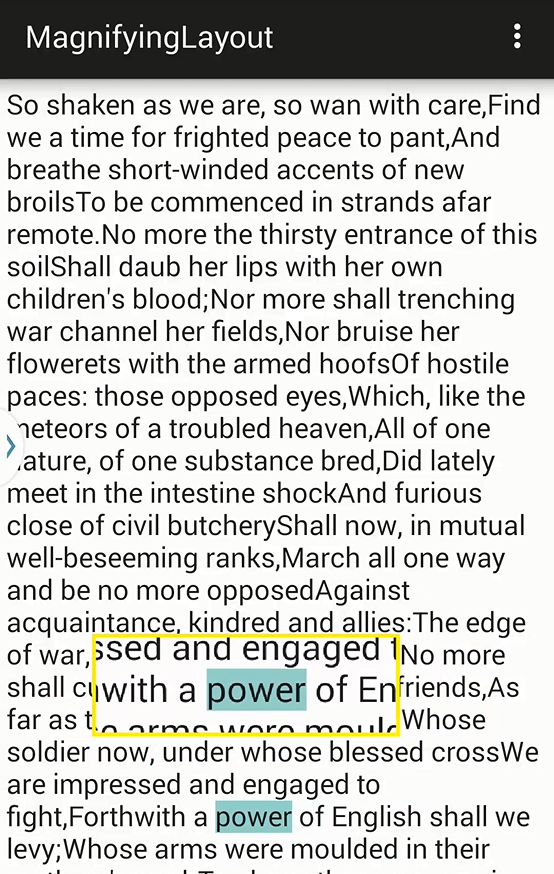 MagnifyingLayout
So shaken as we are, so wan with care,Find
we a time for frighted peace to pant,And
breathe short-winded accents of new
broilsTo be commenced in strands afar
remote.No more the thirsty entrance of this
soilShall daub her lips with her own
children's blood;Nor more shall trenching
war channel her fields,Nor bruise her
flowerets with the armed hoofsOf hostile
paces: those opposed eyes,Which, like the
meteors of a troubled heaven,All of one
nature, of one substance bred,Did lately
meet in the intestine shockAnd furious
close of civil butcheryShall now, in mutual
well-beseeming ranks,March all one way
and be no more opposedAgainst
acquaintance, kindred and allies:The edge
of war, No more
shall friends,As
far as Whose
ssed and engaged
with a power of En
arms were
soldier now, under whose blessed crossWe
are impressed and engaged to
fight,Forthwith a power of English shall we
levy;Whose arms were moulded in their